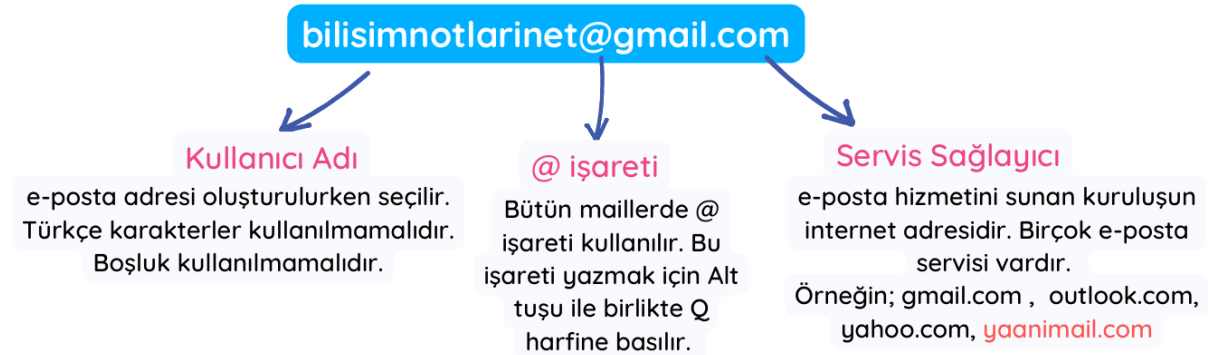 bilisimnotlarinet@gmail.com
Kullanıcı Adı
e-posta adresi oluşturulurken seçilir.
Türkçe karakterler kullanılmamalıdır.
Boşluk kullanılmamalıdır.
@ işareti
Bütün maillerde @
işareti kullanılır. Bu
işareti yazmak için Alt
tuşu ile birlikte Q
harfine basılır.
Servis Sağlayıcı
e-posta hizmetini sunan kuruluşun
internet adresidir. Birçok e-posta
servisi vardır.
Örneğin; gmail.com , outlook.com,
yahoo.com, yaanimail.com